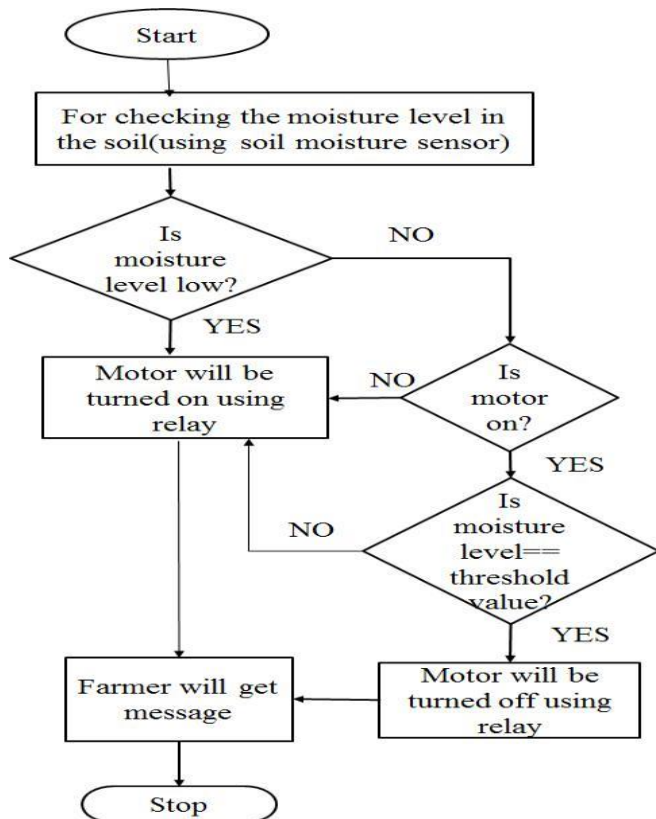 Start
For checking the moisture level in
the soil(using soil moisture sensor)
Is
moisture
level low?
NO
YES
Motor will be
turned on using
relay
NO
Is
motor
on?
YES
Is
moisture
level==
threshold
value?
NO
YES
Motor will be
turned off using
relay
Farmer will get
message
Stop